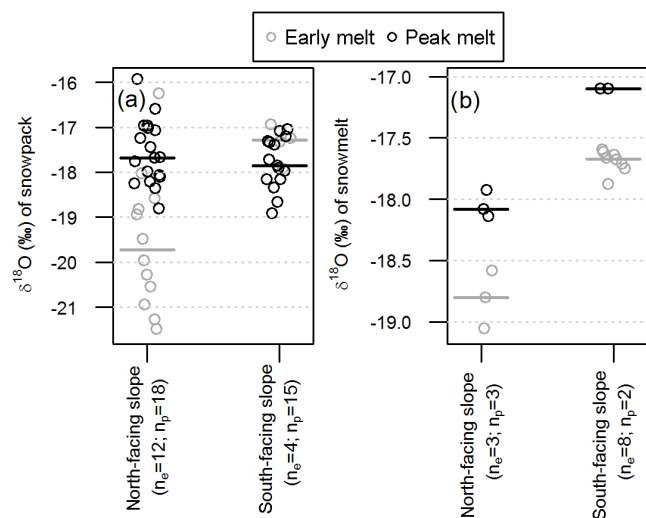 Early melt Peak melt
(a)
δ18O (‰) of snowpack
-16
-17
-18
-19
-20
-21
North-facing slope
(ne=12; np=18)
South-facing slope
(ne=4; np=15)
(b)
δ18O (‰) of snowmelt
-17.0
-17.5
-18.0
-18.5
-19.0
North-facing slope
(ne=3; np=3)
South-facing slope
(ne=8; np=2)